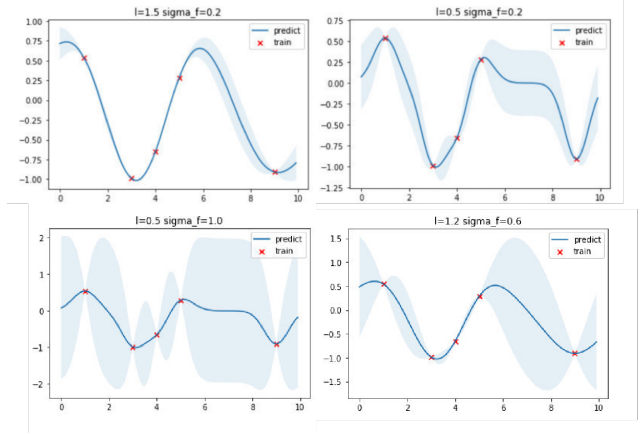 l=1.5 sigma_f=0.2
1.00
0.75
0.50
0.25
0.00
−0.25
−0.50
−0.75
−1.00
0 2 4 6 8 10
predict
train
l=0.5 sigma_f=0.2
0.75
0.50
0.25
0.00
−0.25
−0.50
−0.75
−1.00
−1.25
0 2 4 6 8 10
predict
train
l=0.5 sigma_f=1.0
2
1
0
−1
−2
0 2 4 6 8 10
predict
train
l=1.2 sigma_f=0.6
1.5
1.0
0.5
0.0
−0.5
−1.0
−1.5
0 2 4 6 8 10
predict
train